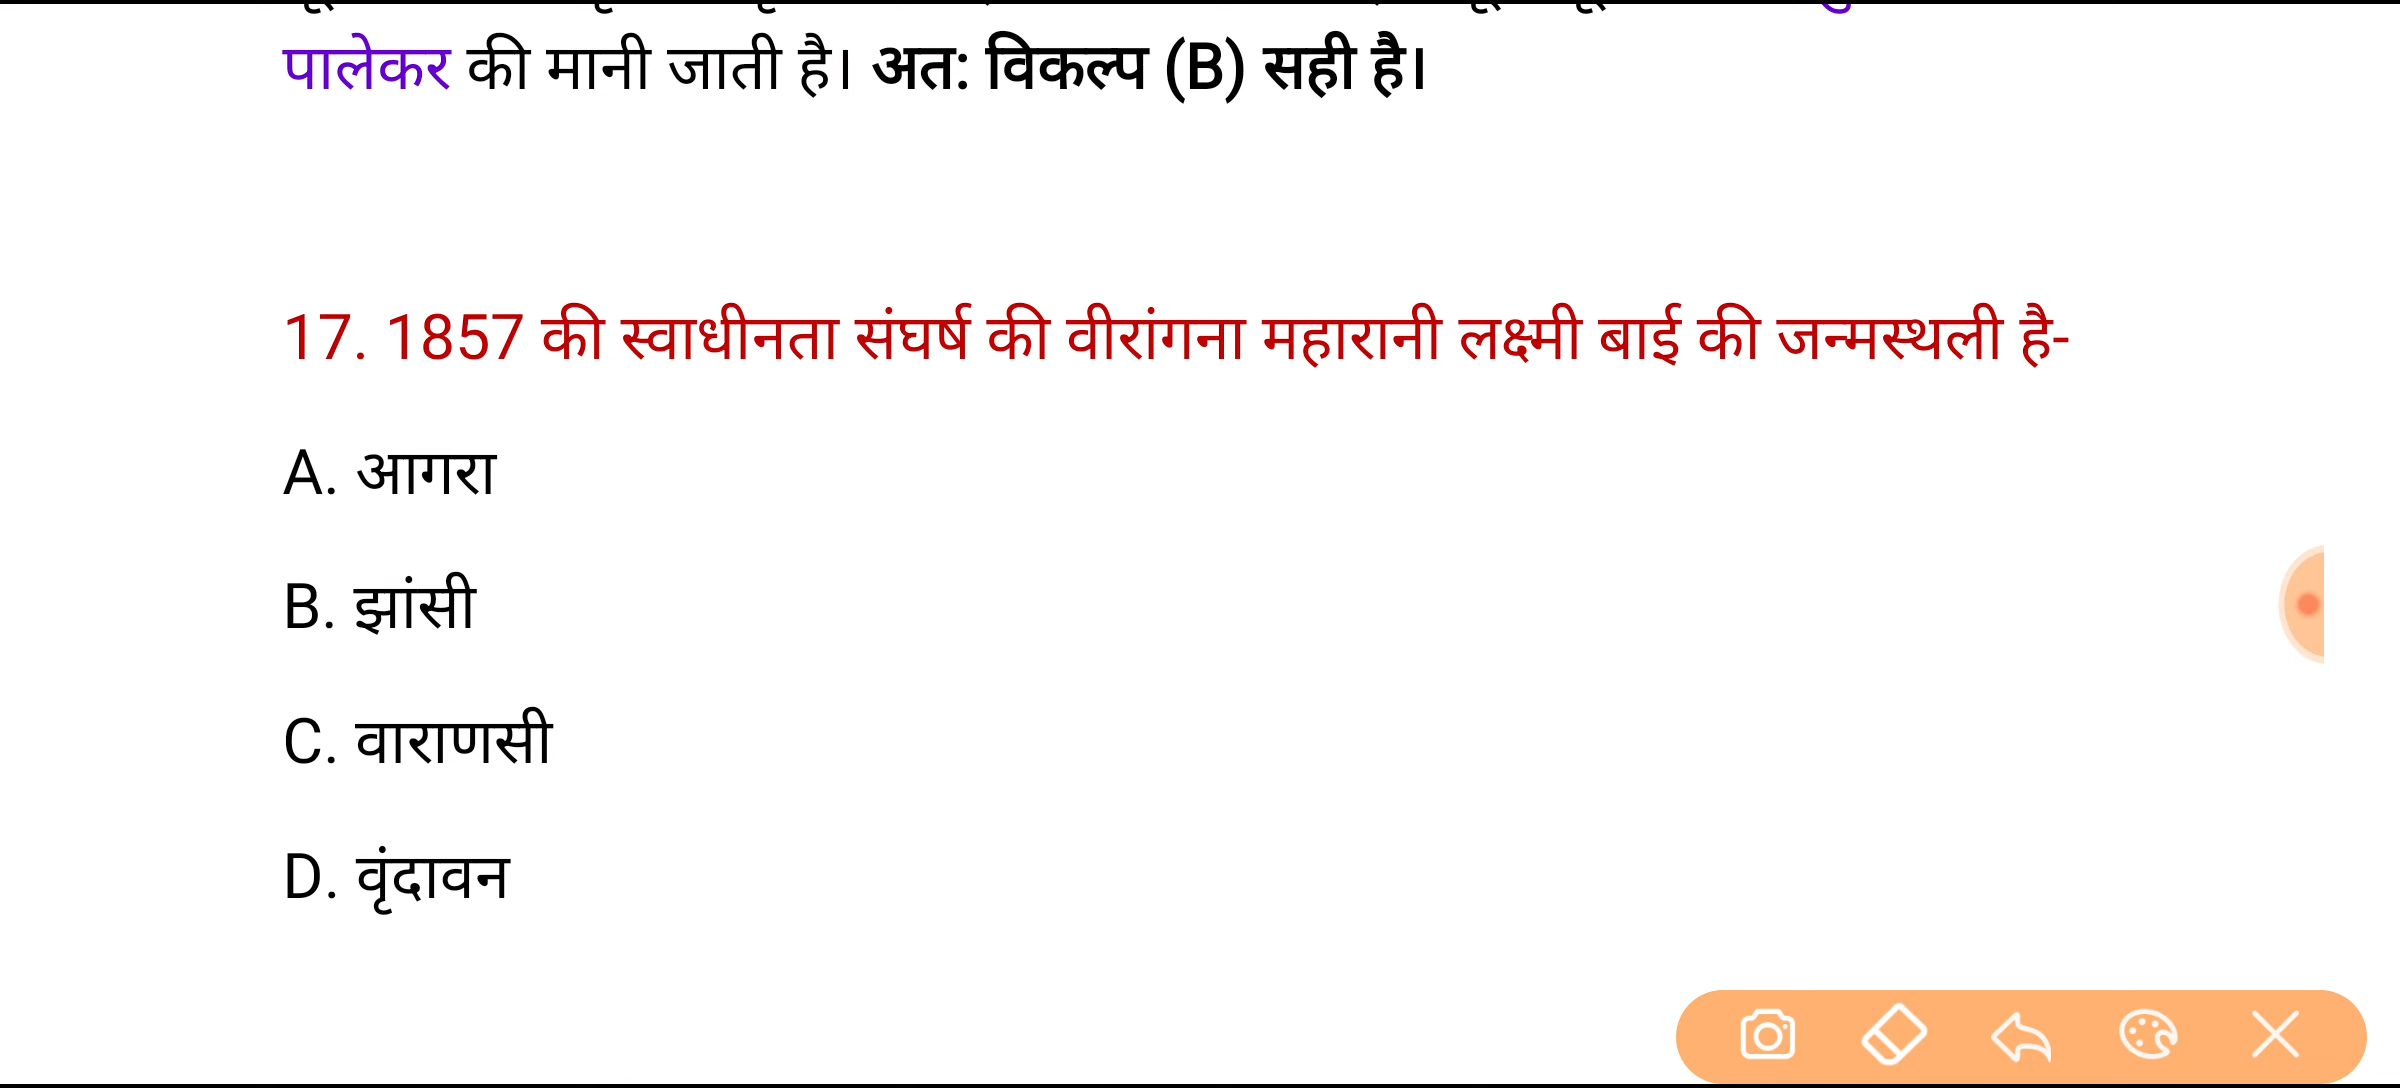 पालेकर की मानी जाती है। अत: विकल्प (B) सही है।
17. 1857 की स्वाधीनता संघर्ष की वीरांगना महारानी लक्ष्मी बाई की जन्मस्थली है-
A. आगरा
B. झांसी
C. वाराणसी
D. वृंदावन